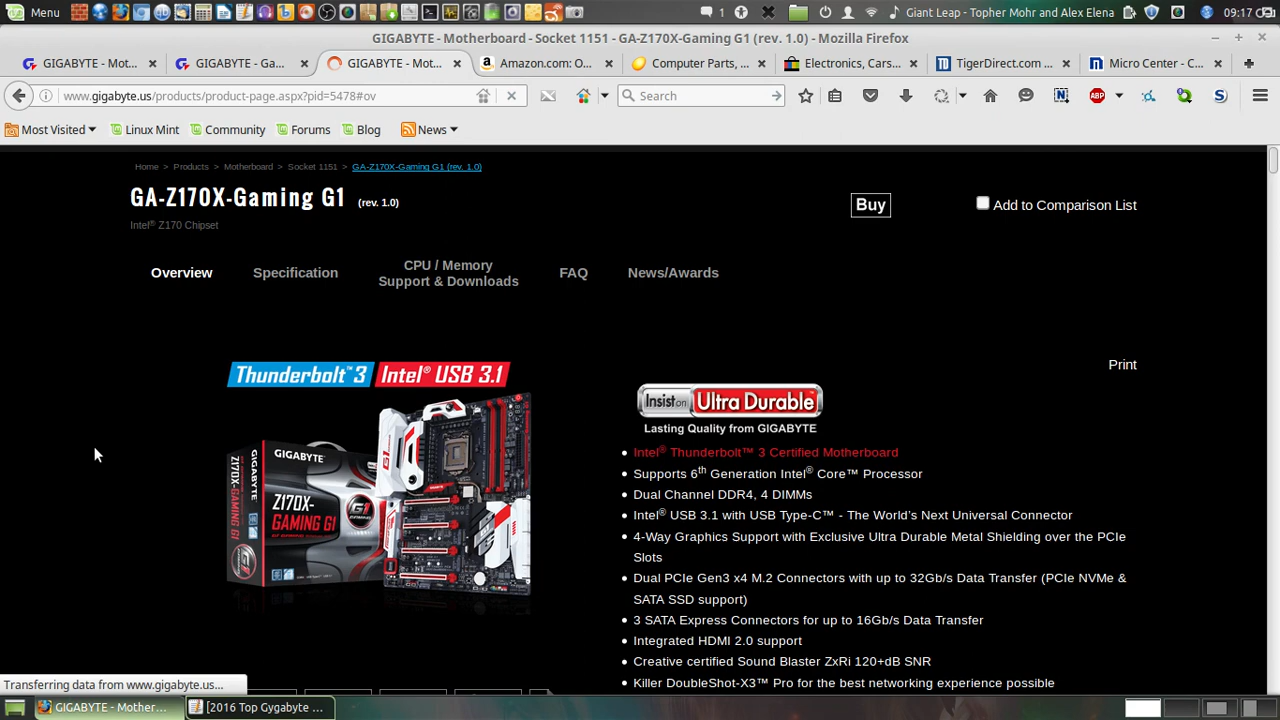 Menu
1
Giant Leap - Topher Mohr and Alex Elena
09:17
GIGABYTE - Motherboard - Socket 1151 - GA-Z170X-Gaming G1 (rev. 1.0) - Mozilla Firefox
GIGABYTE - Mot...
GIGABYTE - Ga...
GIGABYTE - Mot...
Amazon.com: O...
Computer Parts, ...
Electronics, Cars...
TigerDirect.com ...
Micro Center - C...
www.gigabyte.us/products/product-page.aspx?pid=5478#ov
Search
ABP
Most Visited
Linux Mint
Community
Forums
Blog
News
Home > Products > Motherboard > Socket 1151 > GA-Z170X-Gaming G1 (rev. 1.0)
GA-Z170X-Gaming G1 (rev. 1.0)
Intel® Z170 Chipset
Buy
Add to Comparison List
Overview
Specification
CPU / Memory
Support & Downloads
FAQ
News/Awards
Print
Thunderbolt™ 3
Intel® USB 3.1
GIGABYTE
Z170X-
GAMING G1
G1
Insist on Ultra Durable
Lasting Quality from GIGABYTE
Intel® Thunderbolt™ 3 Certified Motherboard
Supports 6th Generation Intel® Core™ Processor
Dual Channel DDR4, 4 DIMMs
Intel® USB 3.1 with USB Type-C™ - The World's Next Universal Connector
4-Way Graphics Support with Exclusive Ultra Durable Metal Shielding over the PCIe
Slots
Dual PCIe Gen3 x4 M.2 Connectors with up to 32Gb/s Data Transfer (PCIe NVMe &
SATA SSD support)
3 SATA Express Connectors for up to 16Gb/s Data Transfer
Integrated HDMI 2.0 support
Creative certified Sound Blaster ZxRi 120+dB SNR
Killer DoubleShot-X3™ Pro for the best networking experience possible
Transferring data from www.gigabyte.us...
GIGABYTE - Mother...
[2016 Top Gygabyte ...